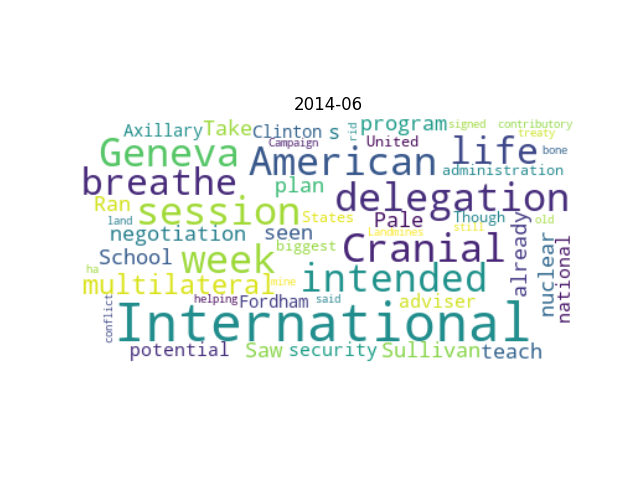 2014-06
Axillary Take Clinton s rid program signed contributory
Campaign United treaty
Geneva American life bone
breathe plan administration
Ran session delegation
land States Pale Though old
negotiation seen Landmines still
School week biggest Cranial already nuclear national
ha multilateral mine intended
helping Fordham said adviser
conflict International
potential Saw security Sullivan teach